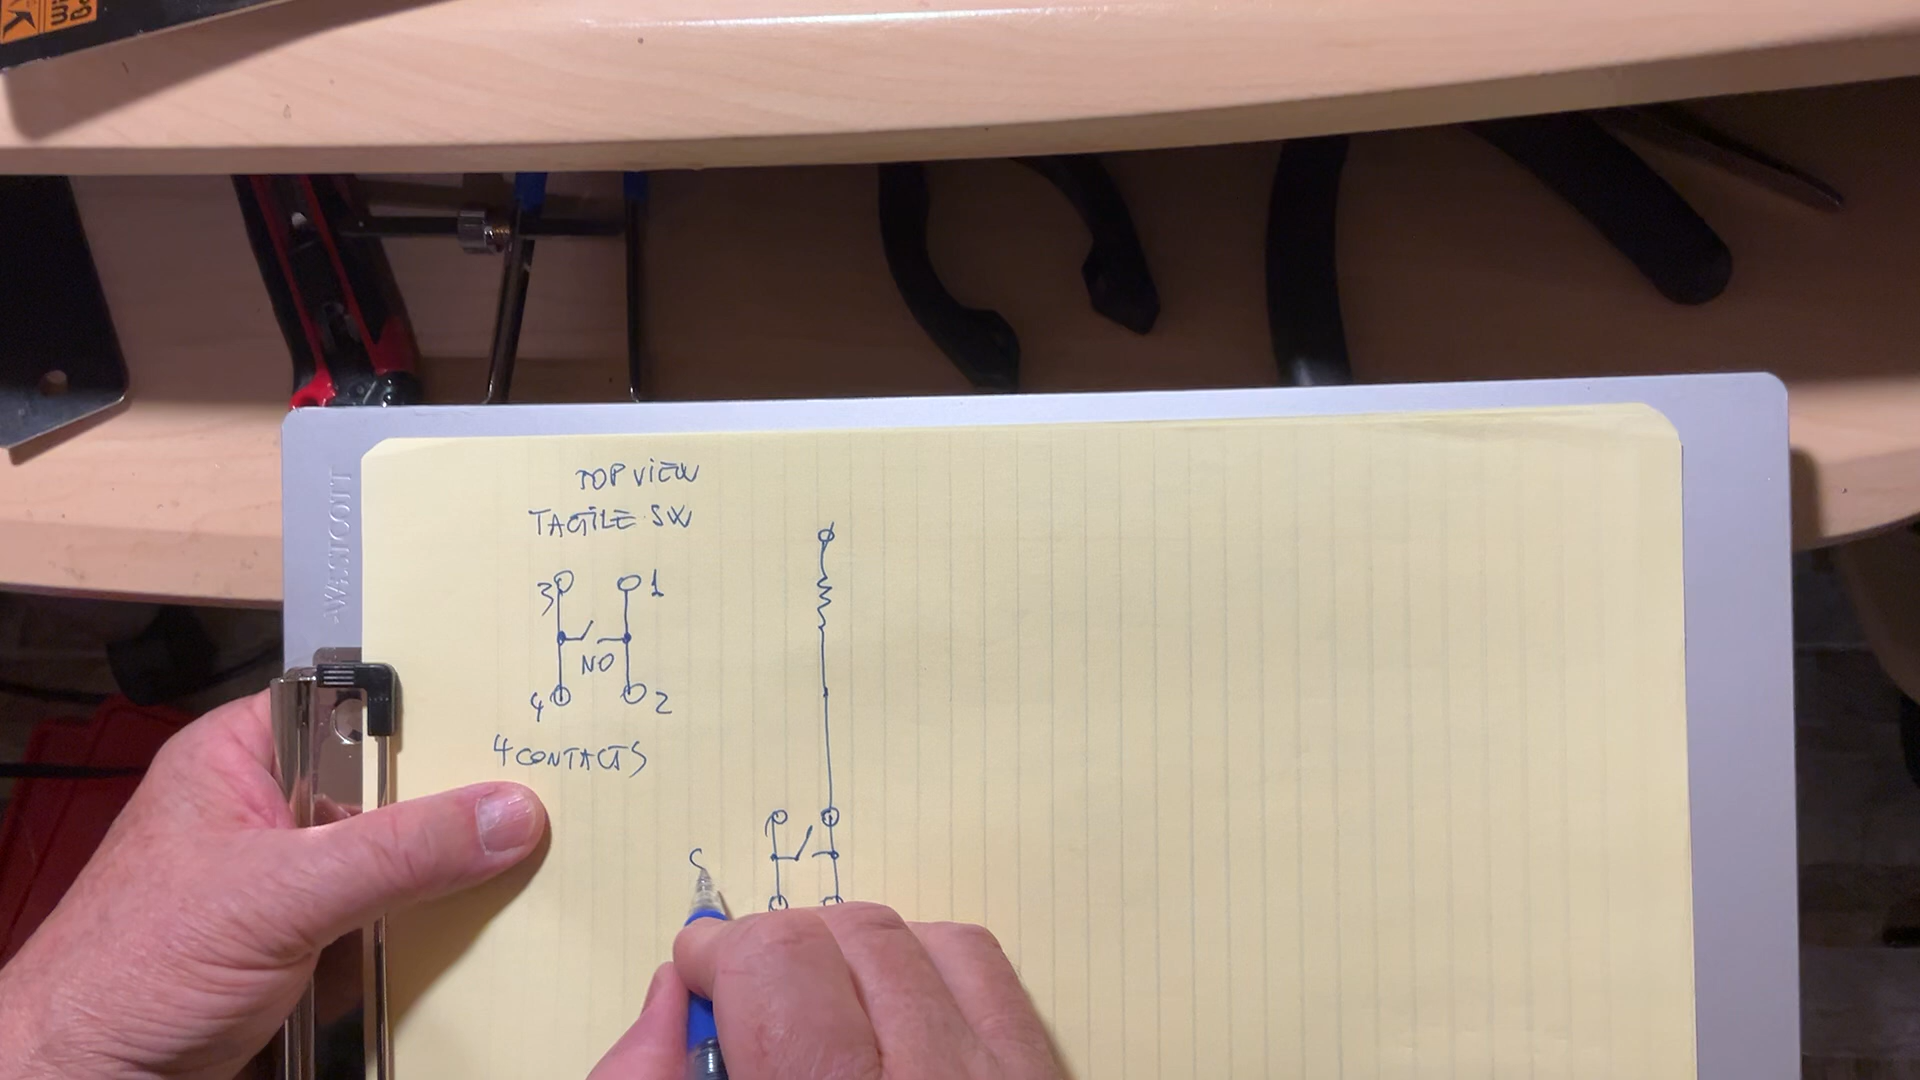 TOP VIEW
TACTILE SW
3 1
NO
4 2
4 CONTACTS
S
WESTCOTT
K